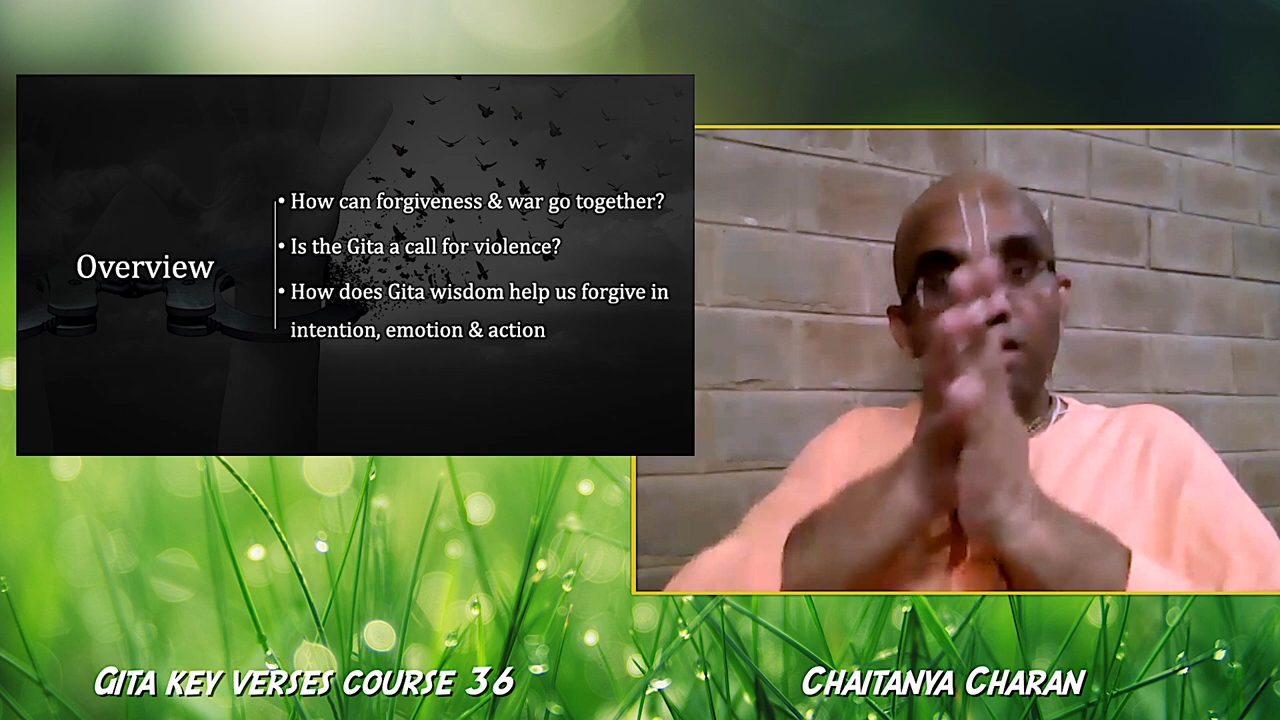 Overview
• How can forgiveness & war go together?
• Is the Gita a call for violence?
• How does Gita wisdom help us forgive in
intention, emotion & action
GITA KEY VERSES COURSE 36
CHAITANYA CHARAN